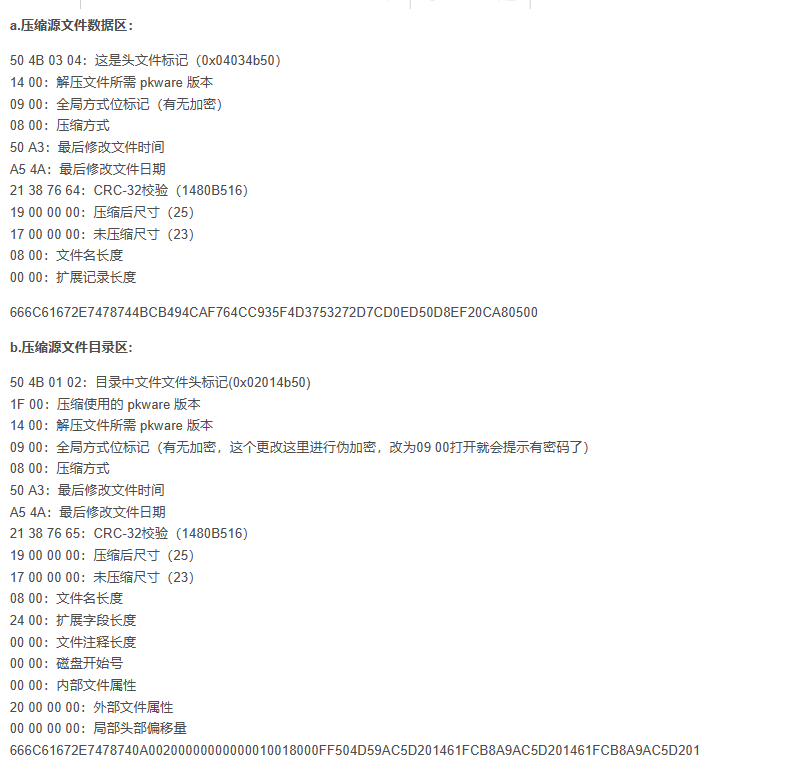 a.压缩源文件数据区：
50 4B 03 04：这是头文件标记（0x04034b50）
14 00：解压文件所需 pkware 版本
09 00：全局方式位标记（有无加密）
08 00：压缩方式
50 A3：最后修改文件时间
A5 4A：最后修改文件日期
21 38 76 64：CRC-32校验（1480B516）
19 00 00 00：压缩后尺寸（25）
17 00 00 00：未压缩尺寸（23）
08 00：文件名长度
00 00：扩展记录长度
666C61672E7478744BCB494CAF764CC935F4D3753272D7CD0ED50D8EF20CA80500
b.压缩源文件目录区：
50 4B 01 02：目录中文件文件头标记(0x02014b50)
1F 00：压缩使用的 pkware 版本
14 00：解压文件所需 pkware 版本
09 00：全局方式位标记（有无加密，这个更改这里进行伪加密，改为09 00打开就会提示有密码了）
08 00：压缩方式
50 A3：最后修改文件时间
A5 4A：最后修改文件日期
21 38 76 65：CRC-32校验（1480B516）
19 00 00 00：压缩后尺寸（25）
17 00 00 00：未压缩尺寸（23）
08 00：文件名长度
24 00：扩展字段长度
00 00：文件注释长度
00 00：磁盘开始号
00 00：内部文件属性
20 00 00 00：外部文件属性
00 00 00 00：局部头部偏移量
666C61672E7478740A00200000000000010018000FF504D59AC5D201461FCB8A9AC5D201461FCB8A9AC5D201